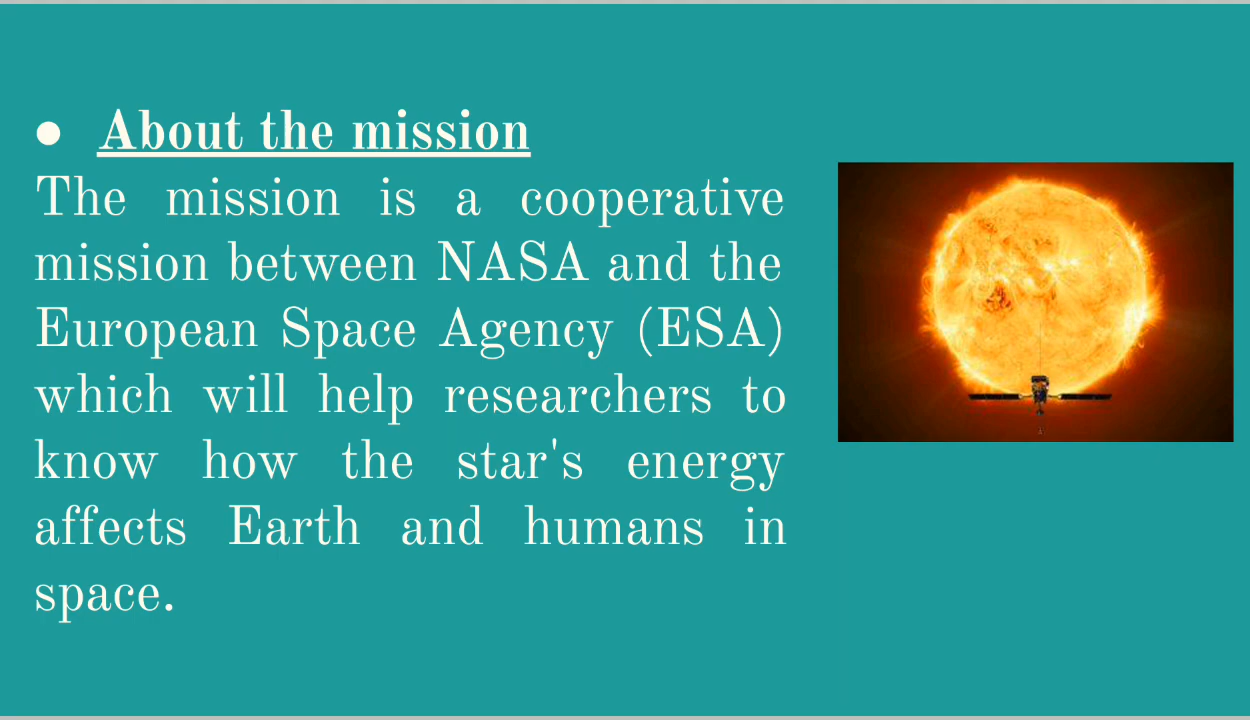 ● About the mission
The mission is a cooperative
mission between NASA and the
European Space Agency (ESA)
which will help researchers to
know how the star's energy
affects Earth and humans in
space.